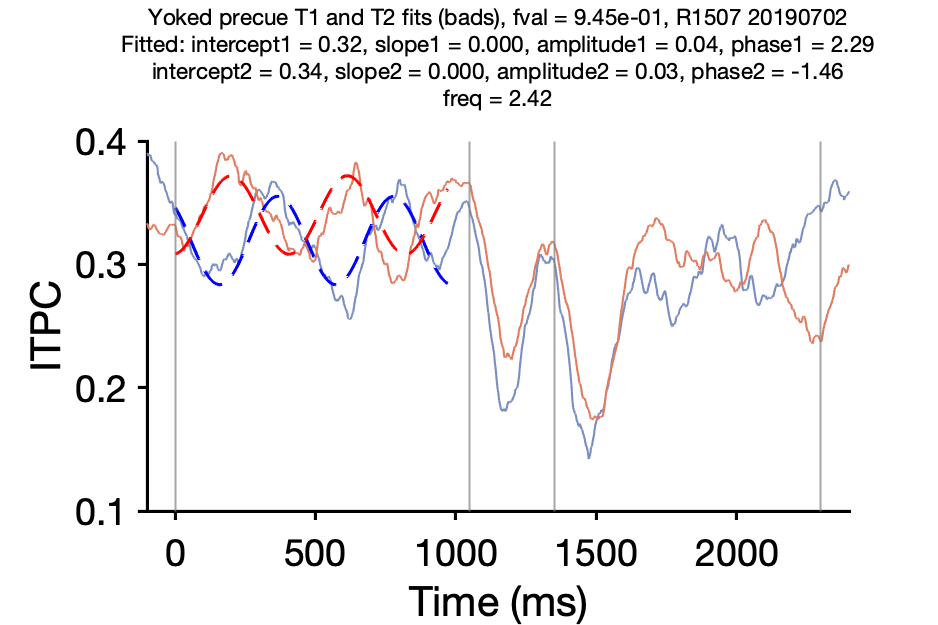 Yoked precue T1 and T2 fits (bads), fval = 9.45e-01, R1507 20190702
Fitted: intercept1 = 0.32, slope1 = 0.000, amplitude1 = 0.04, phase1 = 2.29
intercept2 = 0.34, slope2 = 0.000, amplitude2 = 0.03, phase2 = -1.46
freq = 2.42
0.4
0.3
0.2
0.1
ITPC
0 500 1000 1500 2000
Time (ms)